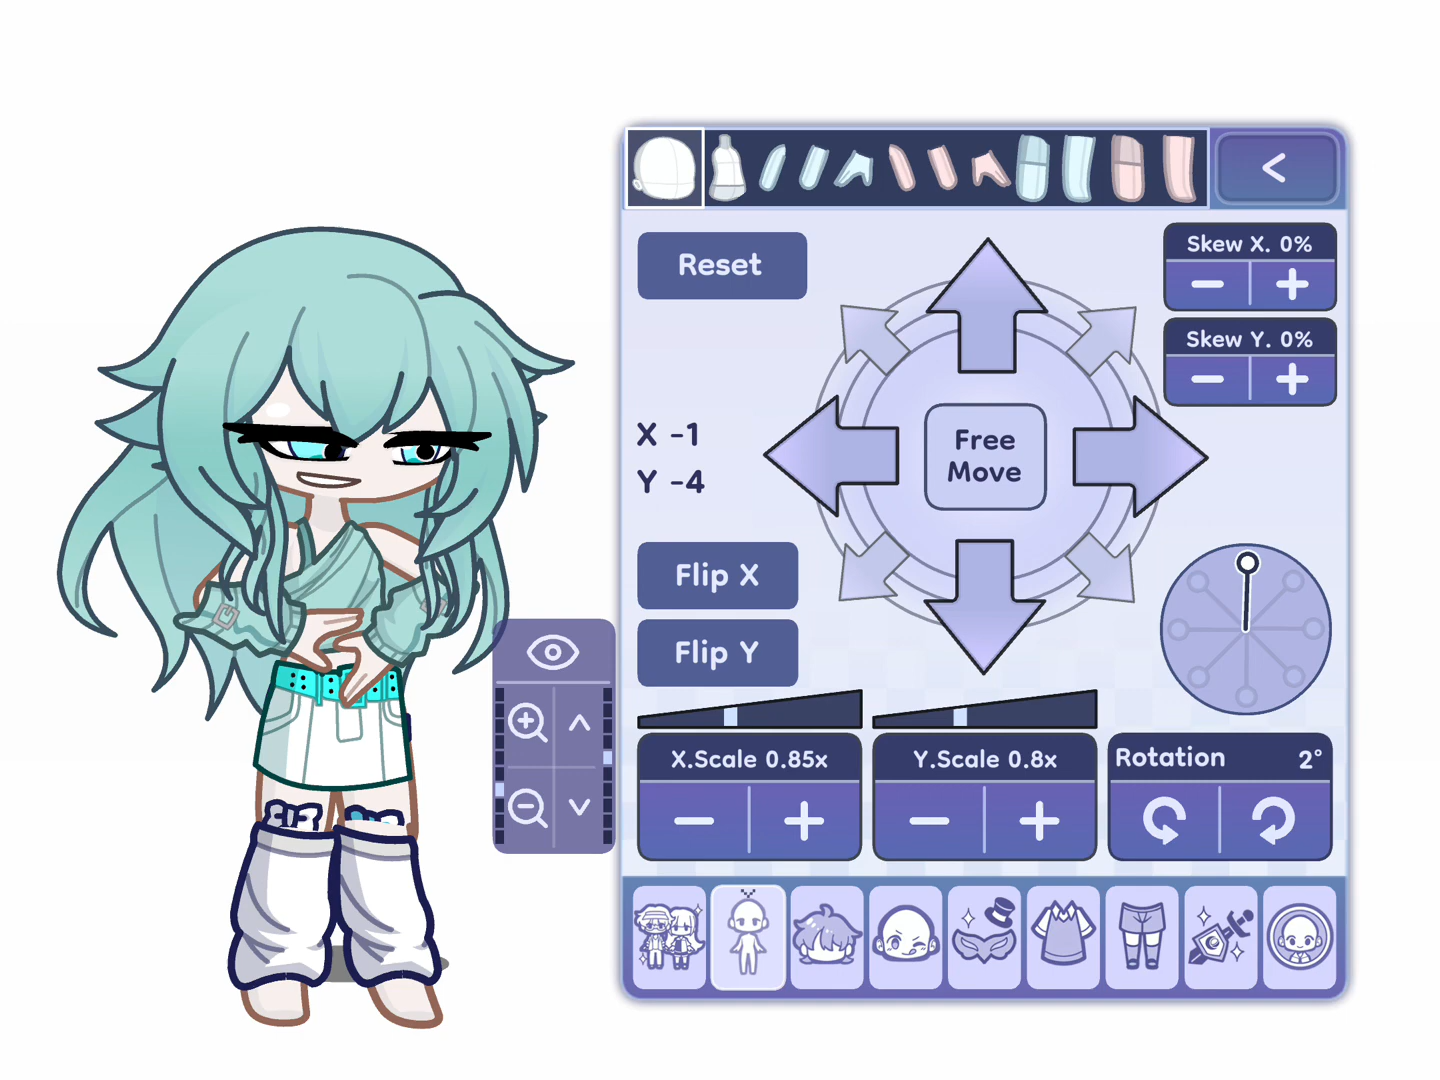 <
Reset
Skew X. 0%
Skew Y. 0%
X -1
Y -4
Free
Move
Flip X
Flip Y
X.Scale 0.85x
Y.Scale 0.8x
Rotation 2°